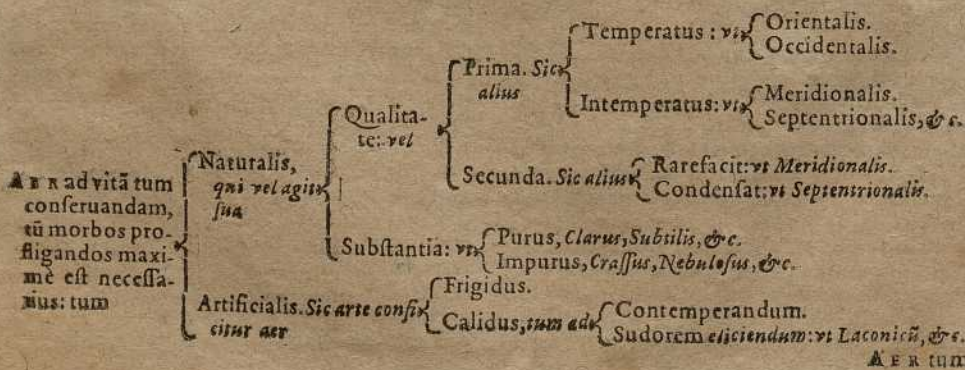 AER ad vitā tum
conſeruandam,
tū morbos pro-
fligandos maxi-
mè eſt neceſſa-
rius: tum
Naturalis,
qui vel agit
ſua
Qualita-
te: vel
Prima. Sic
alius
Temperatus: vt
Orientalis.
Occidentalis.
Intemperatus: vt
Meridionalis.
Septentrionalis, &c.
Secunda. Sic alius
Rarefacit: vt Meridionalis.
Condenſat: vt Septentrionalis.
Subſtantia: vt
Purus, Clarus, Subtilis, &c.
Impurus, Craſſus, Nebuloſus, &c.
Artificialis. Sic arte confi-
citur aer
Frigidus.
Calidus, tum ad
Contemperandum.
Sudorem eliciendum: vt Laconicū, &c.
AER tum